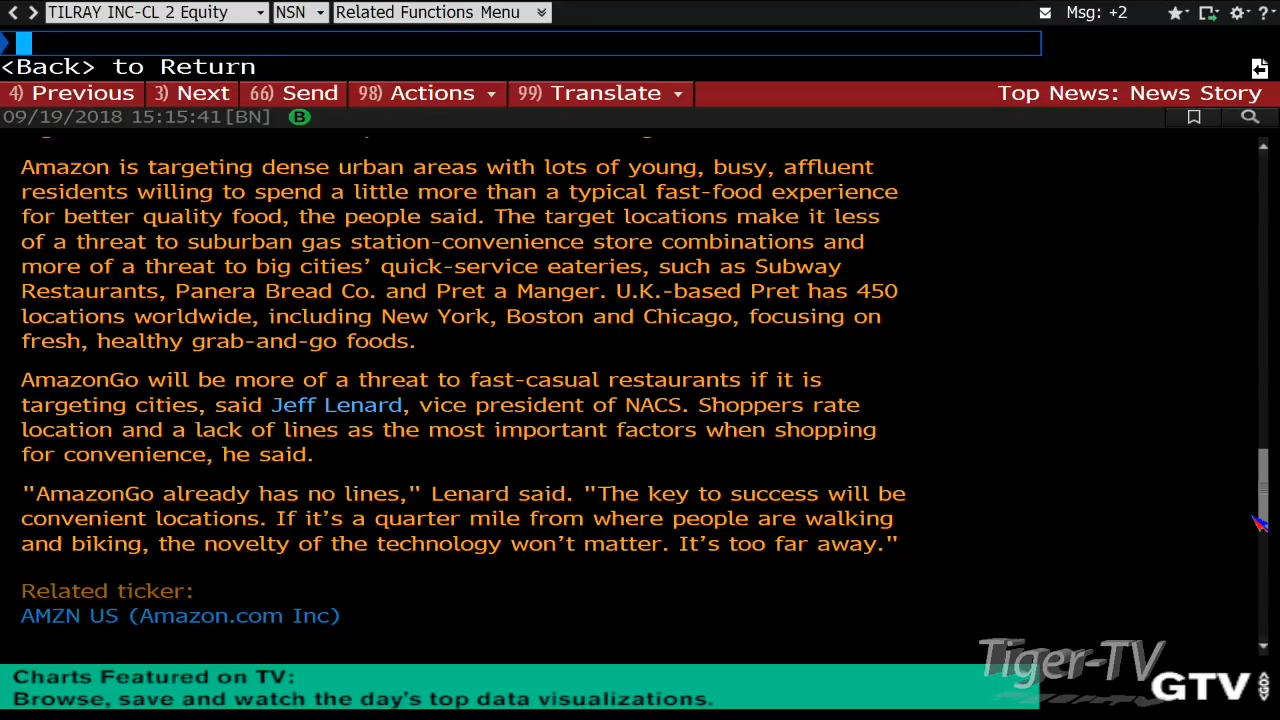 TILRAY INC-CL 2 Equity NSN Related Functions Menu Msg: +2 ?
<Back> to Return
4) Previous 3) Next 66) Send 98) Actions 99) Translate Top News: News Story
09/19/2018 15:15:41 [BN] B
Amazon is targeting dense urban areas with lots of young, busy, affluent
residents willing to spend a little more than a typical fast-food experience
for better quality food, the people said. The target locations make it less
of a threat to suburban gas station-convenience store combinations and
more of a threat to big cities’ quick-service eateries, such as Subway
Restaurants, Panera Bread Co. and Pret a Manger. U.K.-based Pret has 450
locations worldwide, including New York, Boston and Chicago, focusing on
fresh, healthy grab-and-go foods.
AmazonGo will be more of a threat to fast-casual restaurants if it is
targeting cities, said Jeff Lenard, vice president of NACS. Shoppers rate
location and a lack of lines as the most important factors when shopping
for convenience, he said.
"AmazonGo already has no lines," Lenard said. "The key to success will be
convenient locations. If it’s a quarter mile from where people are walking
and biking, the novelty of the technology won’t matter. It’s too far away."
Related ticker:
AMZN US (Amazon.com Inc)
Charts Featured on TV:
Browse, save and watch the day's top data visualizations.
Tiger-TV
GTV